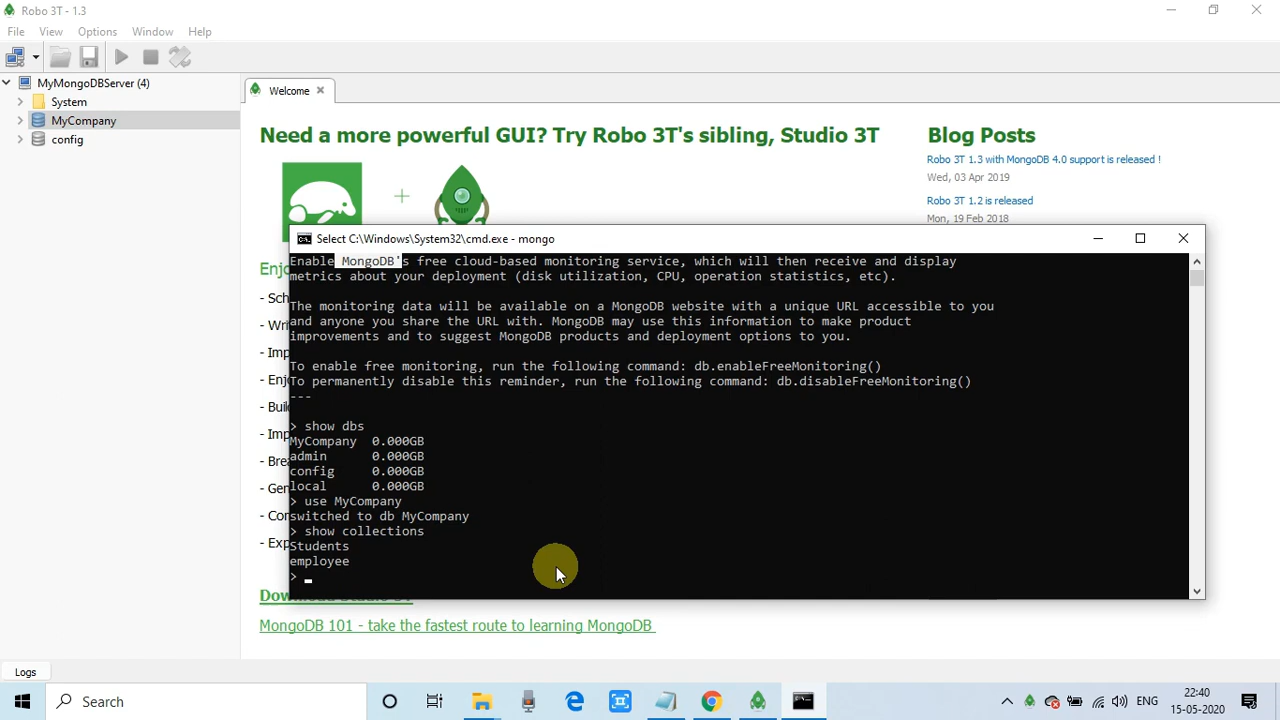 Robo 3T - 1.3
File View Options Window Help
MyMongoDBServer (4)
System
MyCompany
config
Welcome
Need a more powerful GUI? Try Robo 3T's sibling, Studio 3T
Blog Posts
Robo 3T 1.3 with MongoDB 4.0 support is released !
Wed, 03 Apr 2019
Robo 3T 1.2 is released
Mon, 19 Feb 2018
Select C:\Windows\System32\cmd.exe - mongo
Enable MongoDB's free cloud-based monitoring service, which will then receive and display
metrics about your deployment (disk utilization, CPU, operation statistics, etc).
The monitoring data will be available on a MongoDB website with a unique URL accessible to you
and anyone you share the URL with. MongoDB may use this information to make product
improvements and to suggest MongoDB products and deployment options to you.
To enable free monitoring, run the following command: db.enableFreeMonitoring()
To permanently disable this reminder, run the following command: db.disableFreeMonitoring()
---
> show dbs
MyCompany 0.000GB
admin 0.000GB
config 0.000GB
local 0.000GB
> use MyCompany
switched to db MyCompany
> show collections
Students
employee
>
MongoDB 101 - take the fastest route to learning MongoDB
Logs
Search
ENG
22:40
15-05-2020